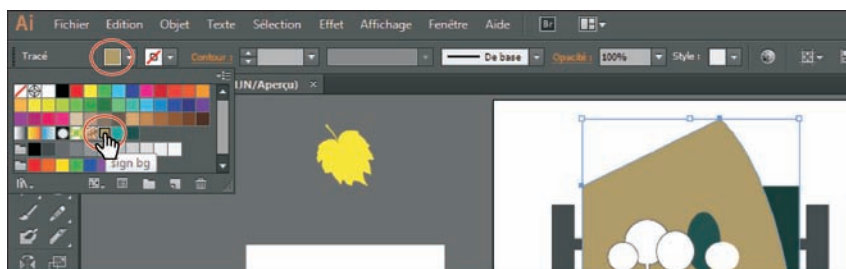 Ai Fichier Edition Objet Texte Sélection Effet Affichage Fenêtre Aide Br
Tracé Contour : De base Opacité : 100% Style :
UN/Aperçu) ×
sign bg